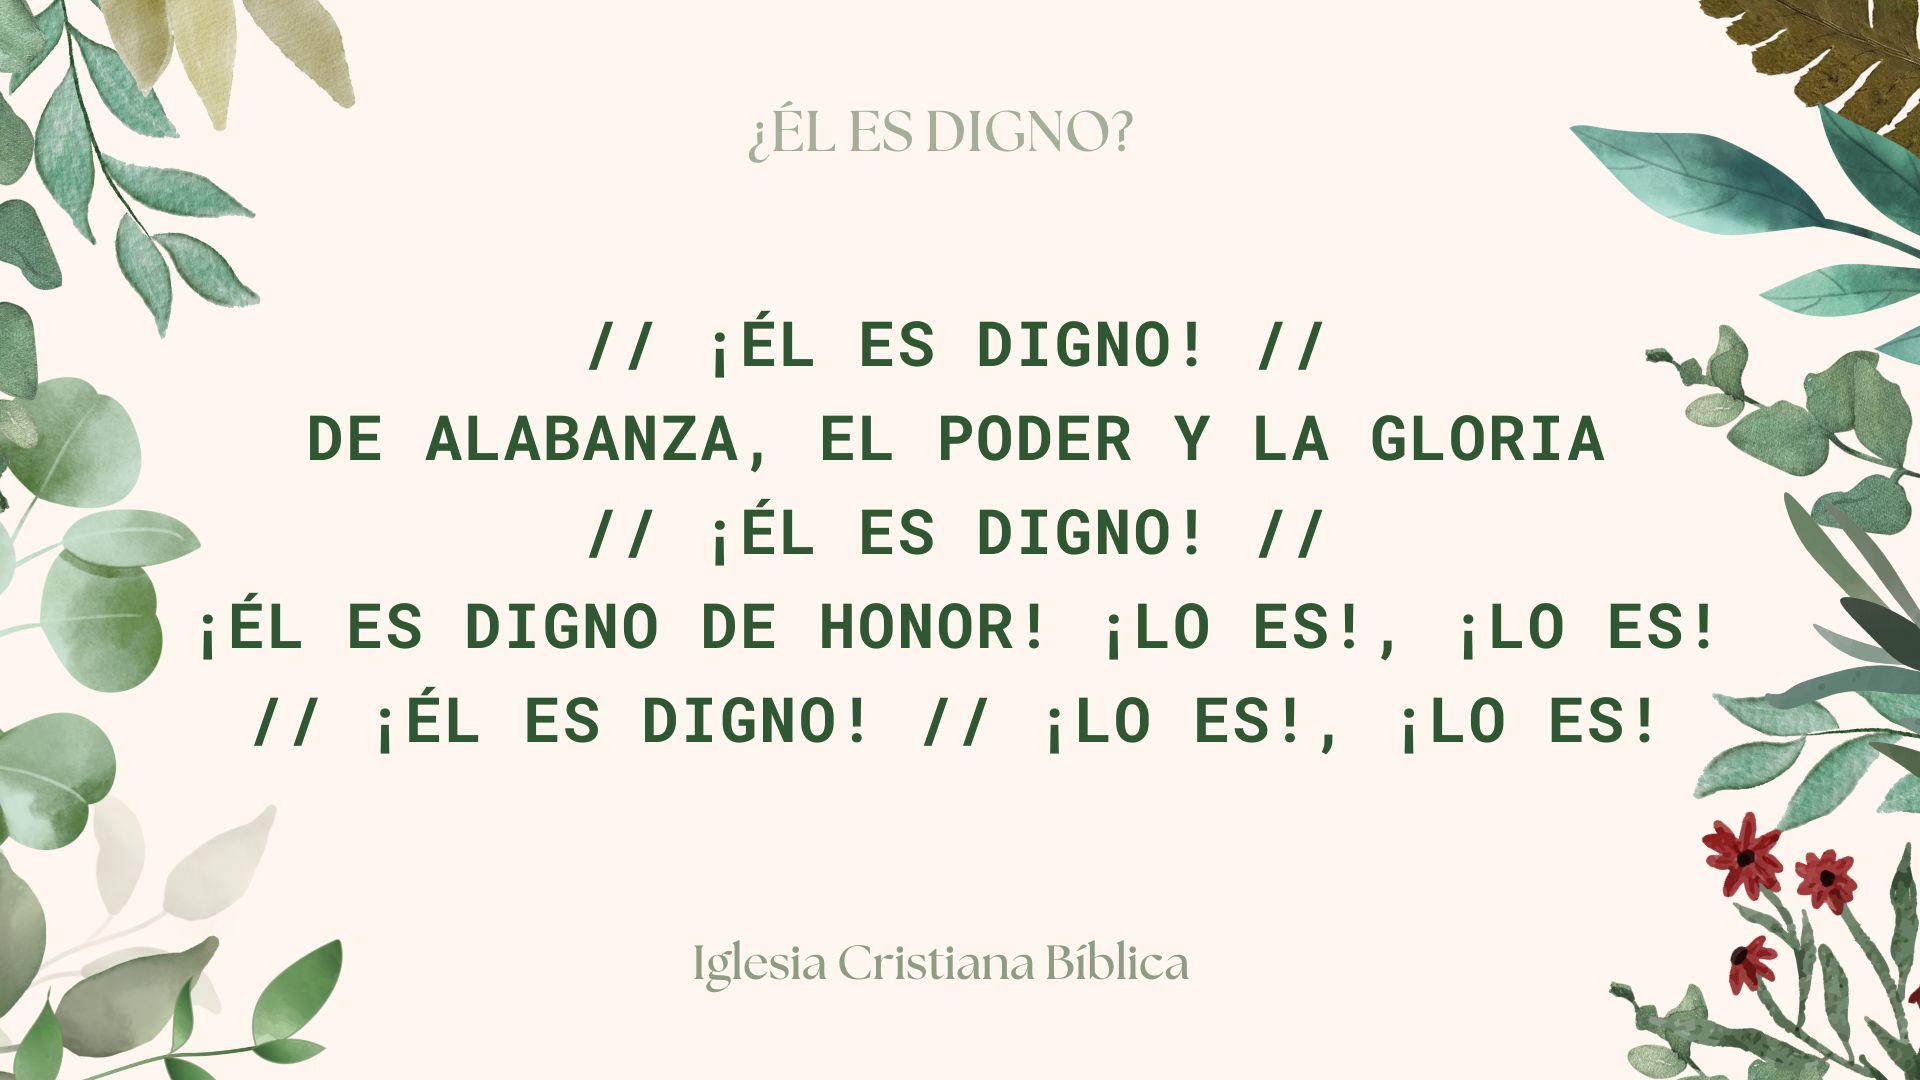 ¿ÉL ES DIGNO?
// ¡ÉL ES DIGNO! //
DE ALABANZA, EL PODER Y LA GLORIA
// ¡ÉL ES DIGNO! //
¡ÉL ES DIGNO DE HONOR! ¡LO ES!, ¡LO ES!
// ¡ÉL ES DIGNO! // ¡LO ES!, ¡LO ES!
Iglesia Cristiana Bíblica